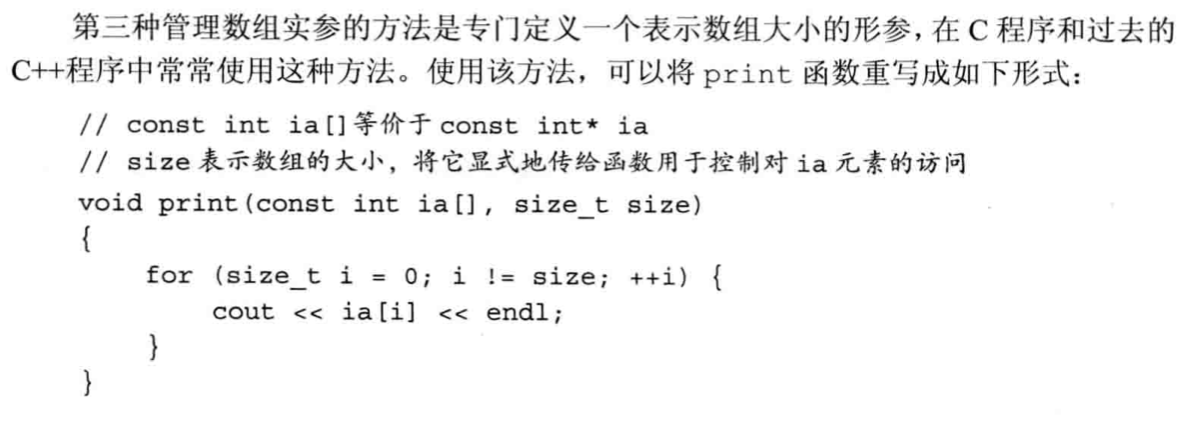 第三种管理数组实参的方法是专门定义一个表示数组大小的形参，在 C 程序和过去的
C++程序中常常使用这种方法。使用该方法，可以将 print 函数重写成如下形式：
// const int ia[]等价于 const int* ia
// size 表示数组的大小，将它显式地传给函数用于控制对 ia 元素的访问
void print(const int ia[], size_t size)
{
    for (size_t i = 0; i != size; ++i) {
        cout << ia[i] << endl;
    }
}